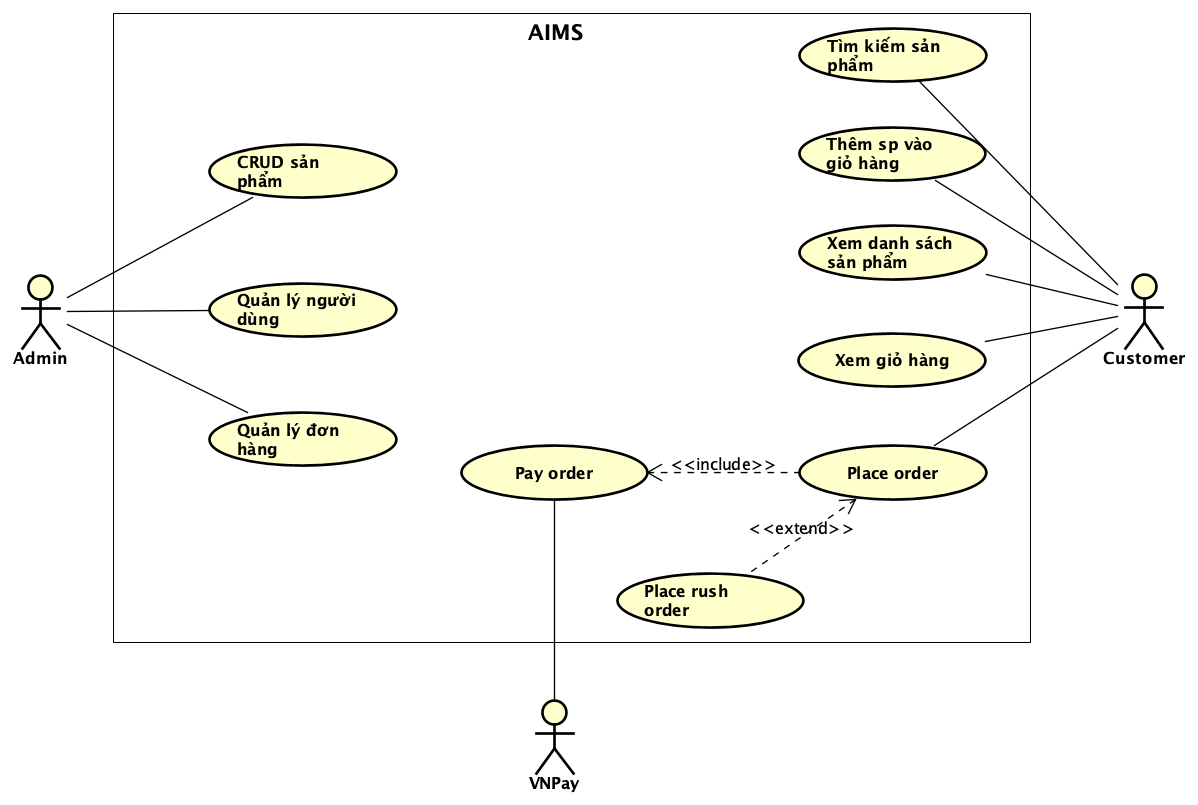 AIMS
Tìm kiếm sản
phẩm
CRUD sản
phẩm
Thêm sp vào
giỏ hàng
Xem danh sách
sản phẩm
Quản lý người
dùng
Admin
Customer
Xem giỏ hàng
Quản lý đơn
hàng
Pay order
<<include>>
Place order
<<extend>>
Place rush
order
VNPay